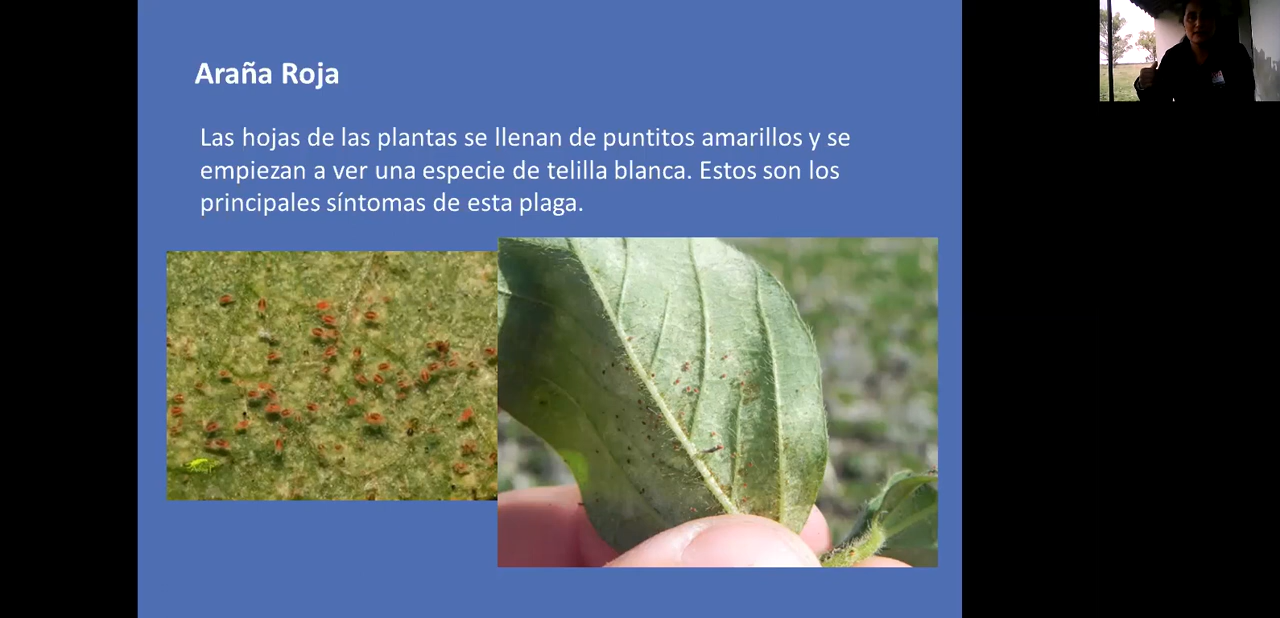 Araña Roja
Las hojas de las plantas se llenan de puntitos amarillos y se
empiezan a ver una especie de telilla blanca. Estos son los
principales síntomas de esta plaga.